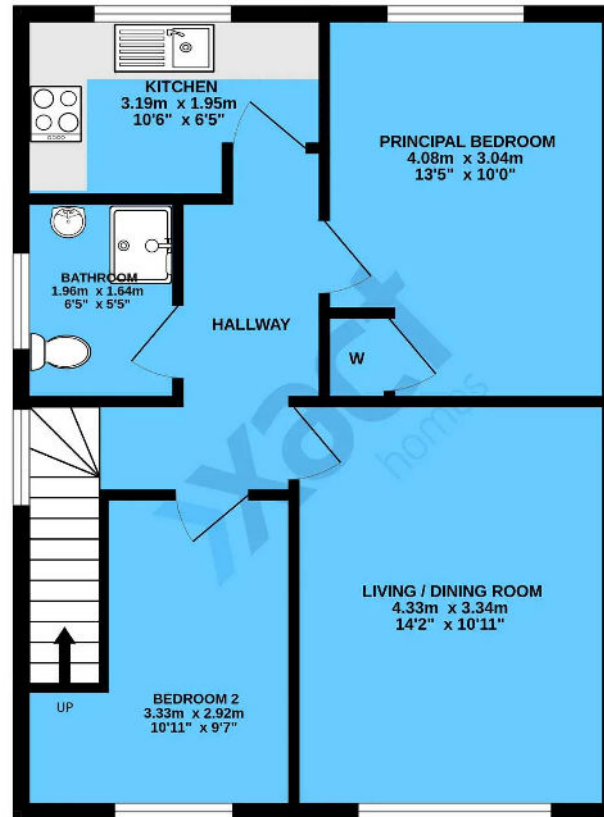 KITCHEN
3.19m x 1.95m
10'6" x 6'5"
PRINCIPAL BEDROOM
4.08m x 3.04m
13'5" x 10'0"
BATHROOM
1.96m x 1.64m
6'5" x 5'5"
HALLWAY
W
xact
homes
LIVING / DINING ROOM
4.33m x 3.34m
14'2" x 10'11"
BEDROOM 2
3.33m x 2.92m
10'11" x 9'7"
UP